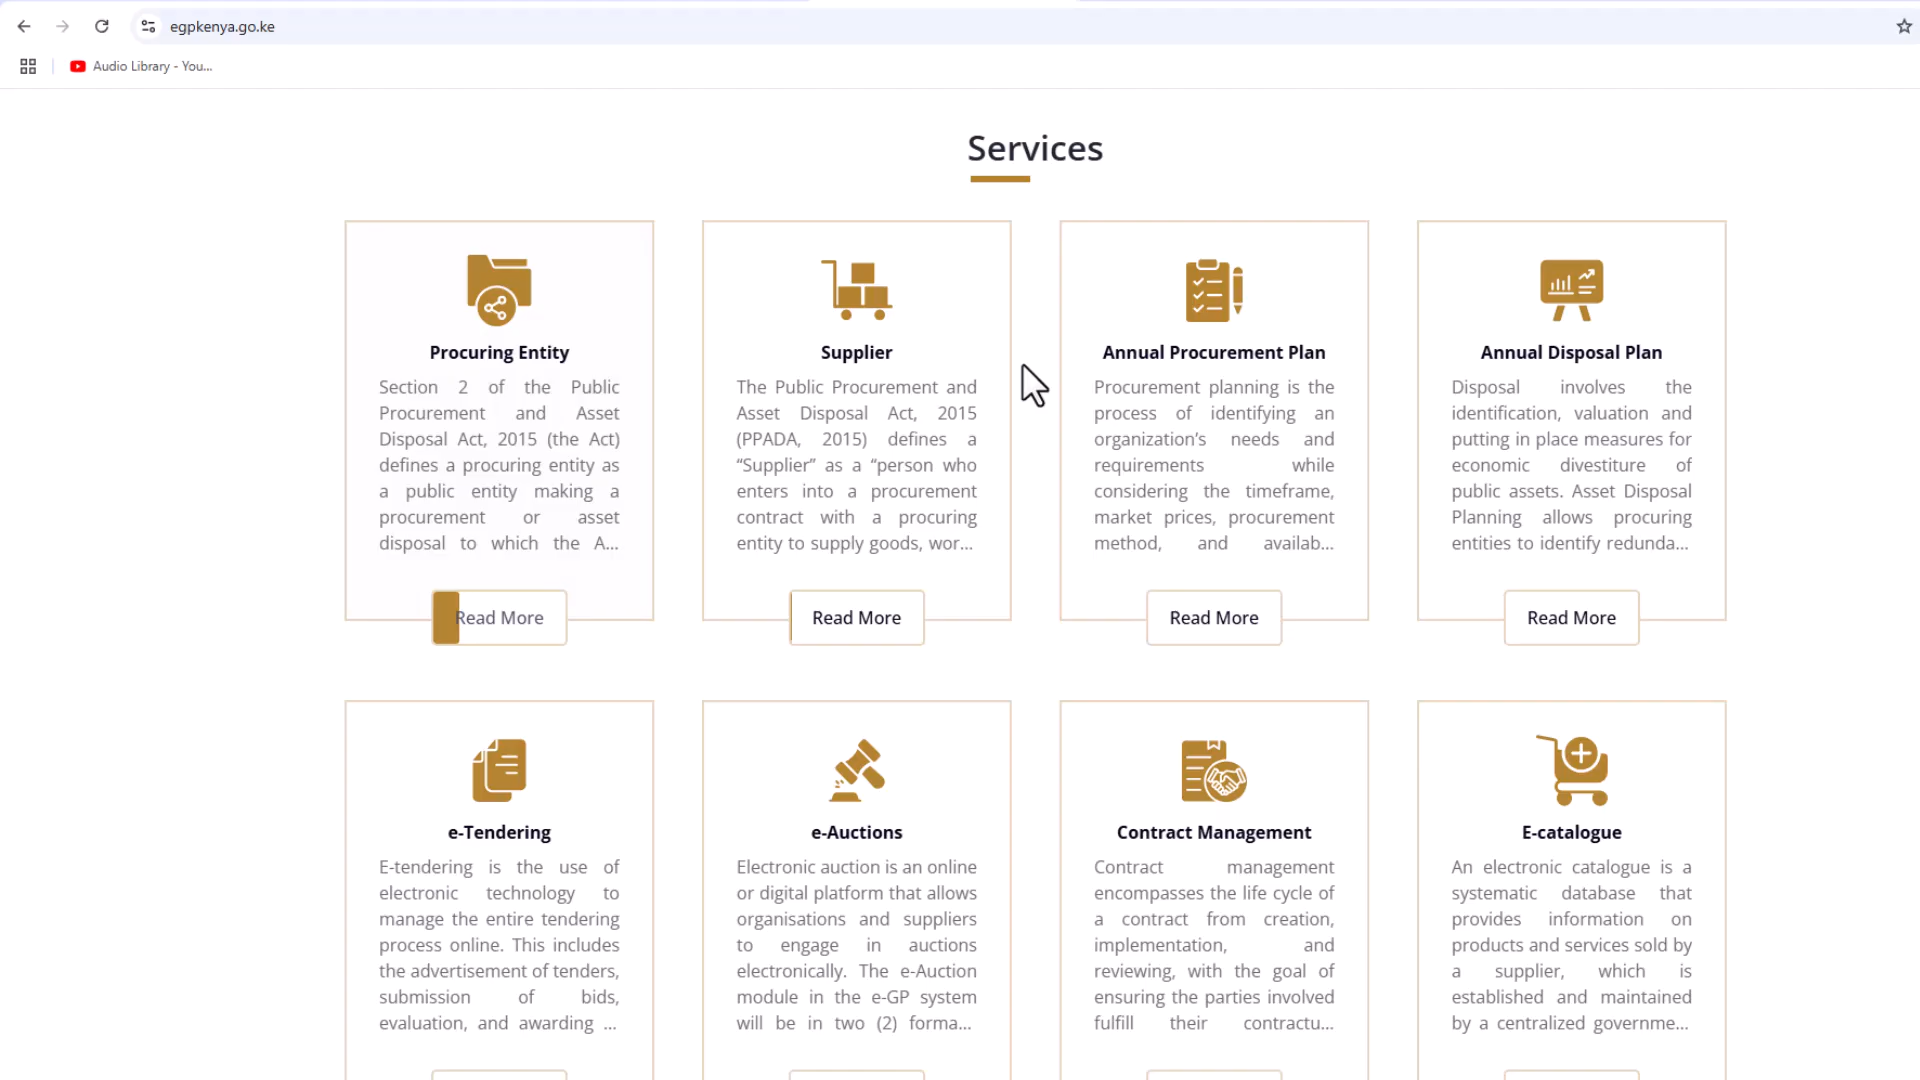 egpkenya.go.ke
Audio Library - You...
Services
Procuring Entity
Section 2 of the Public
Procurement and Asset
Disposal Act, 2015 (the Act)
defines a procuring entity as
a public entity making a
procurement or asset
disposal to which the A...
Read More
Supplier
The Public Procurement and
Asset Disposal Act, 2015
(PPADA, 2015) defines a
“Supplier” as a “person who
enters into a procurement
contract with a procuring
entity to supply goods, wor...
Read More
Annual Procurement Plan
Procurement planning is the
process of identifying an
organization’s needs and
requirements while
considering the timeframe,
market prices, procurement
method, and availab...
Read More
Annual Disposal Plan
Disposal involves the
identification, valuation and
putting in place measures for
economic divestiture of
public assets. Asset Disposal
Planning allows procuring
entities to identify redunda...
Read More
e-Tendering
E-tendering is the use of
electronic technology to
manage the entire tendering
process online. This includes
the advertisement of tenders,
submission of bids,
evaluation, and awarding ...
e-Auctions
Electronic auction is an online
or digital platform that allows
organisations and suppliers
to engage in auctions
electronically. The e-Auction
module in the e-GP system
will be in two (2) forma...
Contract Management
Contract management
encompasses the life cycle of
a contract from creation,
implementation, and
reviewing, with the goal of
ensuring the parties involved
fulfill their contractu...
E-catalogue
An electronic catalogue is a
systematic database that
provides information on
products and services sold by
a supplier, which is
established and maintained
by a centralized governme...